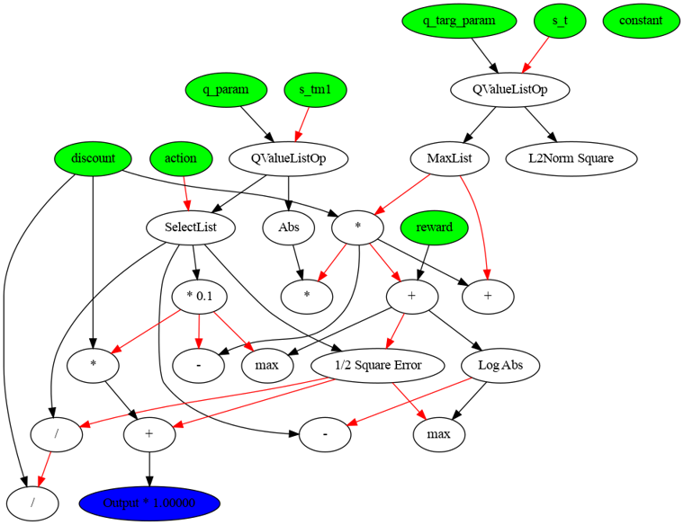 q_targ_param
s_t
constant
q_param
s_tm1
QValueListOp
discount
action
QValueListOp
MaxList
L2Norm Square
SelectList
Abs
*
reward
* 0.1
*
+
+
*
-
max
1/2 Square Error
Log Abs
/
+
-
max
/
Output * 1.00000